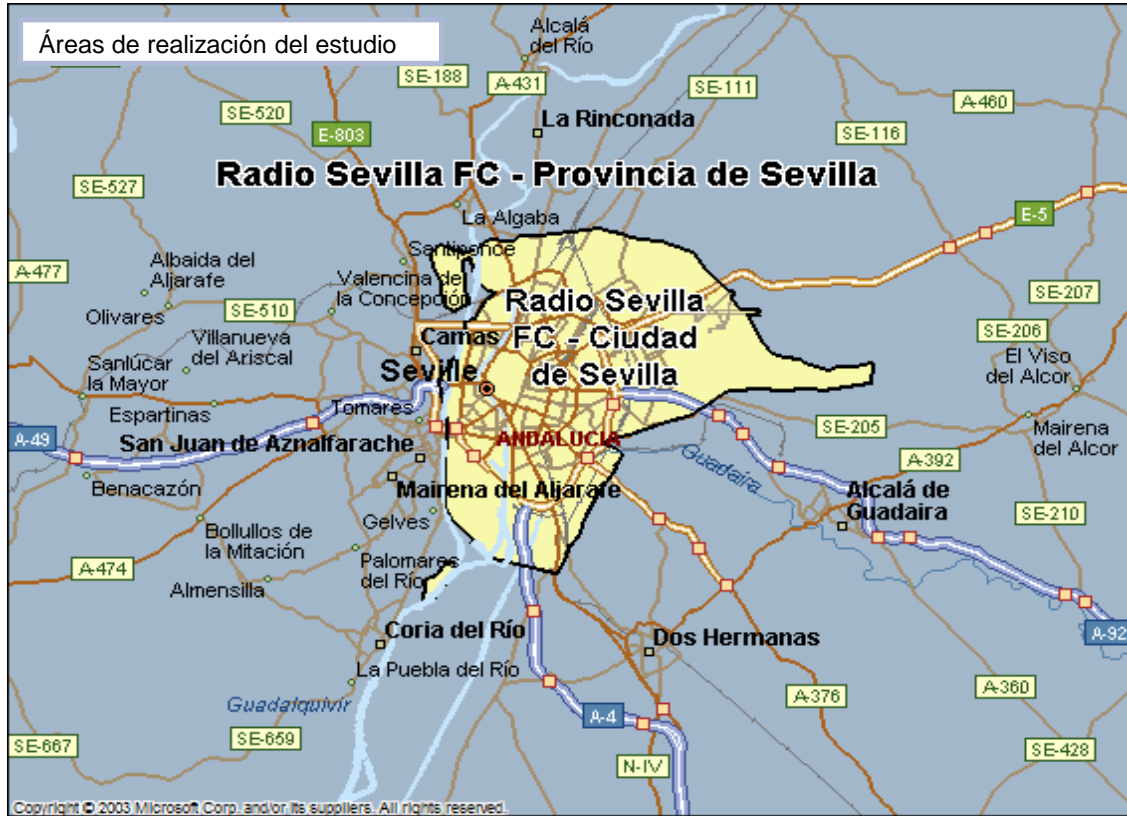 Áreas de realización del estudio
Alcalá
del Río
SE-188
A-431
SE-111
A-460
SE-520
E-803
La Rinconada
SE-116
Radio Sevilla FC - Provincia de Sevilla
SE-527
E-5
La Algaba
Santiponce
A-477
Albaida del
Aljarafe
Valencina de
la Concepción
SE-207
Olivares
SE-510
Radio Sevilla
FC - Ciudad
de Sevilla
Villanueva
del Ariscal
Camas
SE-206
Sanlúcar
la Mayor
Seville
El Viso
del Alcor
Espartinas
Tomares
SE-205
Mairena
del Alcor
A-49
San Juan de Aznalfarache
ANDALUCIA
Guadaira
A-392
Benacazón
Mairena del Aljarafe
Alcalá de
Guadaira
Gelves
SE-210
Bollullos de
la Mitación
A-474
Palomares
del Río
Almensilla
Coria del Río
Dos Hermanas
A-92
La Puebla del Río
A-376
A-360
Guadalquivir
A-4
SE-667
SE-659
SE-428
N-IV
Copyright © 2003 Microsoft Corp. and/or its suppliers. All rights reserved.